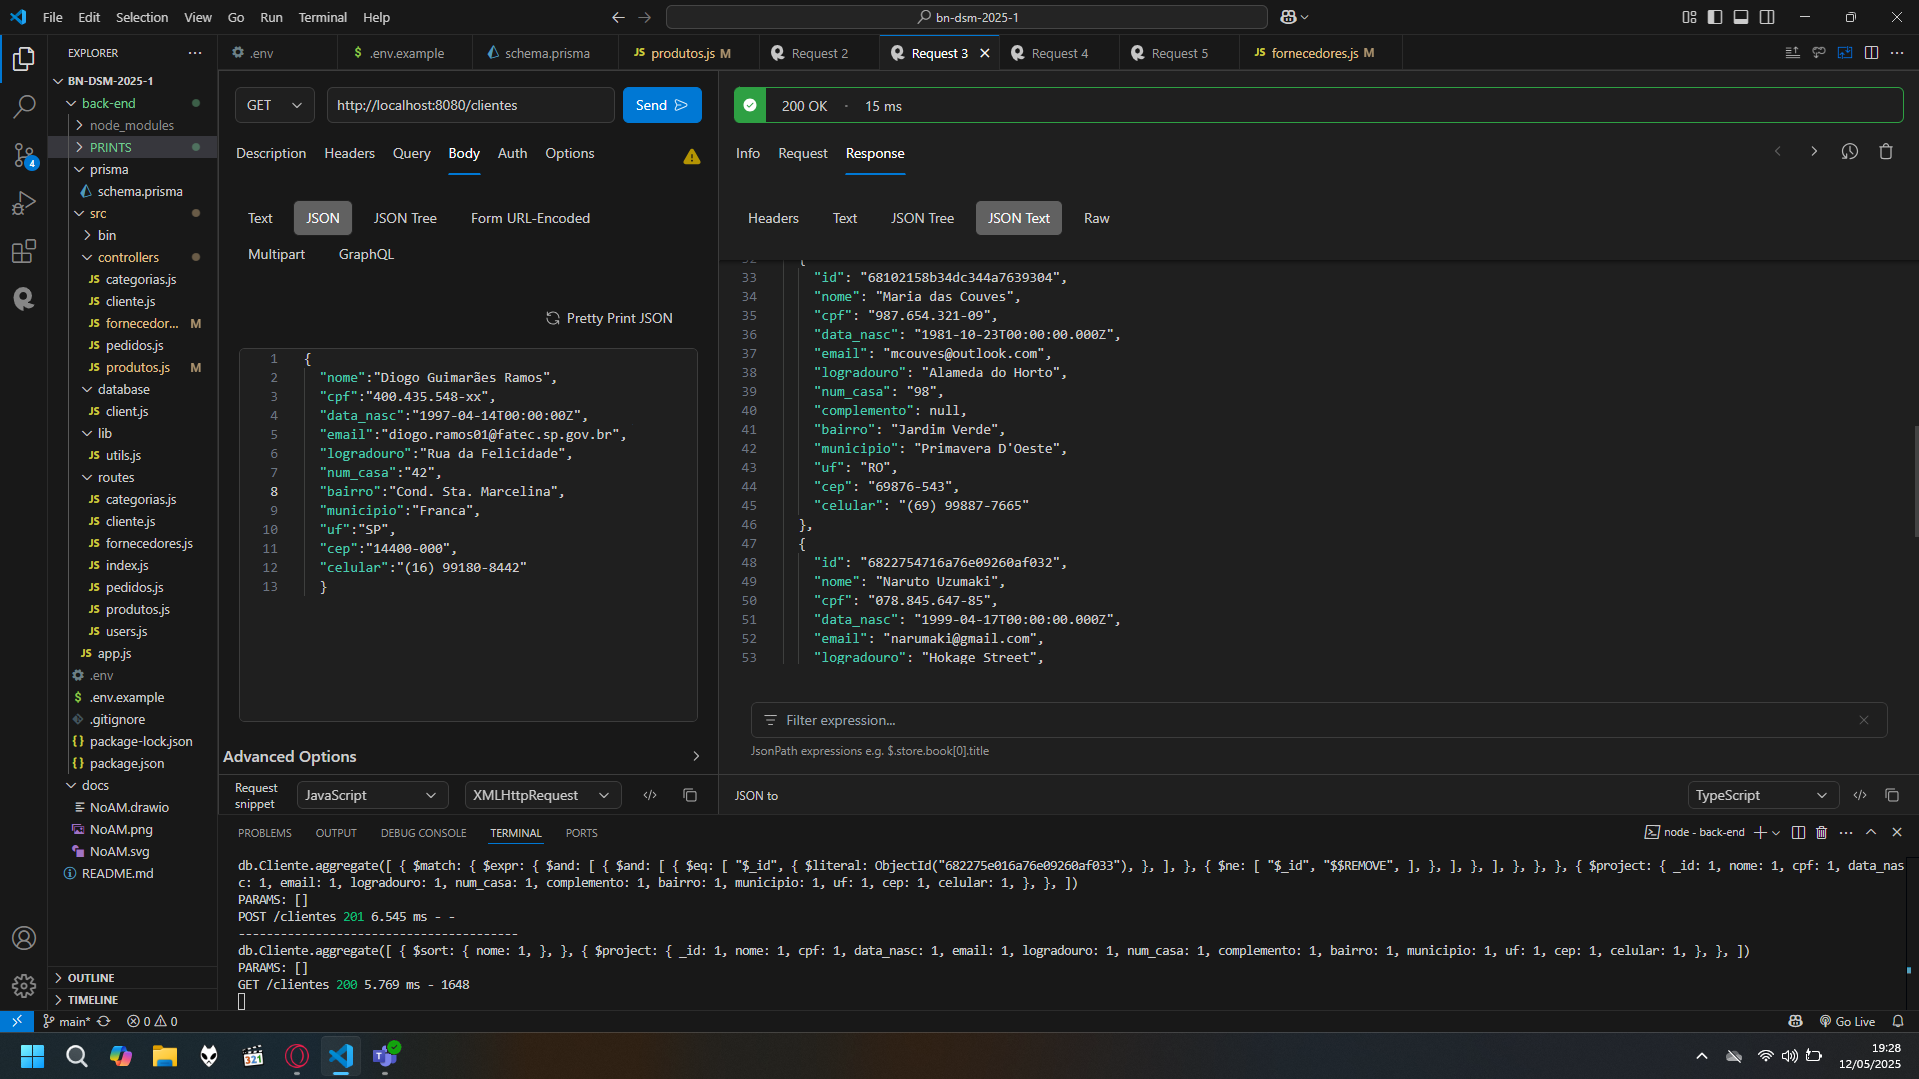 File Edit Selection View Go Run Terminal Help
bn-dsm-2025-1
EXPLORER
.env
$ .env.example
schema.prisma
JS produtos.js M
Request 2
Request 3
Request 4
Request 5
JS fornecedores.js M
BN-DSM-2025-1
back-end
node_modules
PRINTS
prisma
schema.prisma
src
bin
controllers
JS categorias.js
JS cliente.js
JS fornecedor... M
JS pedidos.js
JS produtos.js M
database
JS client.js
lib
JS utils.js
routes
JS categorias.js
JS cliente.js
JS fornecedores.js
JS index.js
JS pedidos.js
JS produtos.js
JS users.js
JS app.js
.env
$ .env.example
.gitignore
{} package-lock.json
{} package.json
docs
NoAM.drawio
NoAM.png
NoAM.svg
README.md
OUTLINE
TIMELINE
4
GET
http://localhost:8080/clientes
Send
Description Headers Query Body Auth Options
Text JSON JSON Tree Form URL-Encoded
Multipart GraphQL
Pretty Print JSON
1 {
2 "nome":"Diogo Guimarães Ramos",
3 "cpf":"400.435.548-xx",
4 "data_nasc":"1997-04-14T00:00:00Z",
5 "email":"diogo.ramos01@fatec.sp.gov.br",
6 "logradouro":"Rua da Felicidade",
7 "num_casa":"42",
8 "bairro":"Cond. Sta. Marcelina",
9 "municipio":"Franca",
10 "uf":"SP",
11 "cep":"14400-000",
12 "celular":"(16) 99180-8442"
13 }
Advanced Options
Request snippet
JavaScript
XMLHttpRequest
200 OK · 15 ms
Info Request Response
Headers Text JSON Tree JSON Text Raw
32 {
33 "id": "68102158b34dc344a7639304",
34 "nome": "Maria das Couves",
35 "cpf": "987.654.321-09",
36 "data_nasc": "1981-10-23T00:00:00.000Z",
37 "email": "mcouves@outlook.com",
38 "logradouro": "Alameda do Horto",
39 "num_casa": "98",
40 "complemento": null,
41 "bairro": "Jardim Verde",
42 "municipio": "Primavera D'Oeste",
43 "uf": "RO",
44 "cep": "69876-543",
45 "celular": "(69) 99887-7665"
46 },
47 {
48 "id": "6822754716a76e09260af032",
49 "nome": "Naruto Uzumaki",
50 "cpf": "078.845.647-85",
51 "data_nasc": "1999-04-17T00:00:00.000Z",
52 "email": "narumaki@gmail.com",
53 "logradouro": "Hokage Street",
Filter expression...
JsonPath expressions e.g. $.store.book[0].title
JSON to
TypeScript
PROBLEMS OUTPUT DEBUG CONSOLE TERMINAL PORTS
node - back-end
db.Cliente.aggregate([ { $match: { $expr: { $and: [ { $and: [ { $eq: [ "$_id", { $literal: ObjectId("682275e016a76e09260af033"), }, ], }, { $ne: [ "$_id", "$$REMOVE", ], }, ], }, ], }, }, }, { $project: { _id: 1, nome: 1, cpf: 1, data_nas
c: 1, email: 1, logradouro: 1, num_casa: 1, complemento: 1, bairro: 1, municipio: 1, uf: 1, cep: 1, celular: 1, }, }, ])
PARAMS: []
POST /clientes 201 6.545 ms - -
----------------------------------------
db.Cliente.aggregate([ { $sort: { nome: 1, }, }, { $project: { _id: 1, nome: 1, cpf: 1, data_nasc: 1, email: 1, logradouro: 1, num_casa: 1, complemento: 1, bairro: 1, municipio: 1, uf: 1, cep: 1, celular: 1, }, }, ])
PARAMS: []
GET /clientes 200 5.769 ms - 1648
main* 0 0
Go Live
321
19:28
12/05/2025